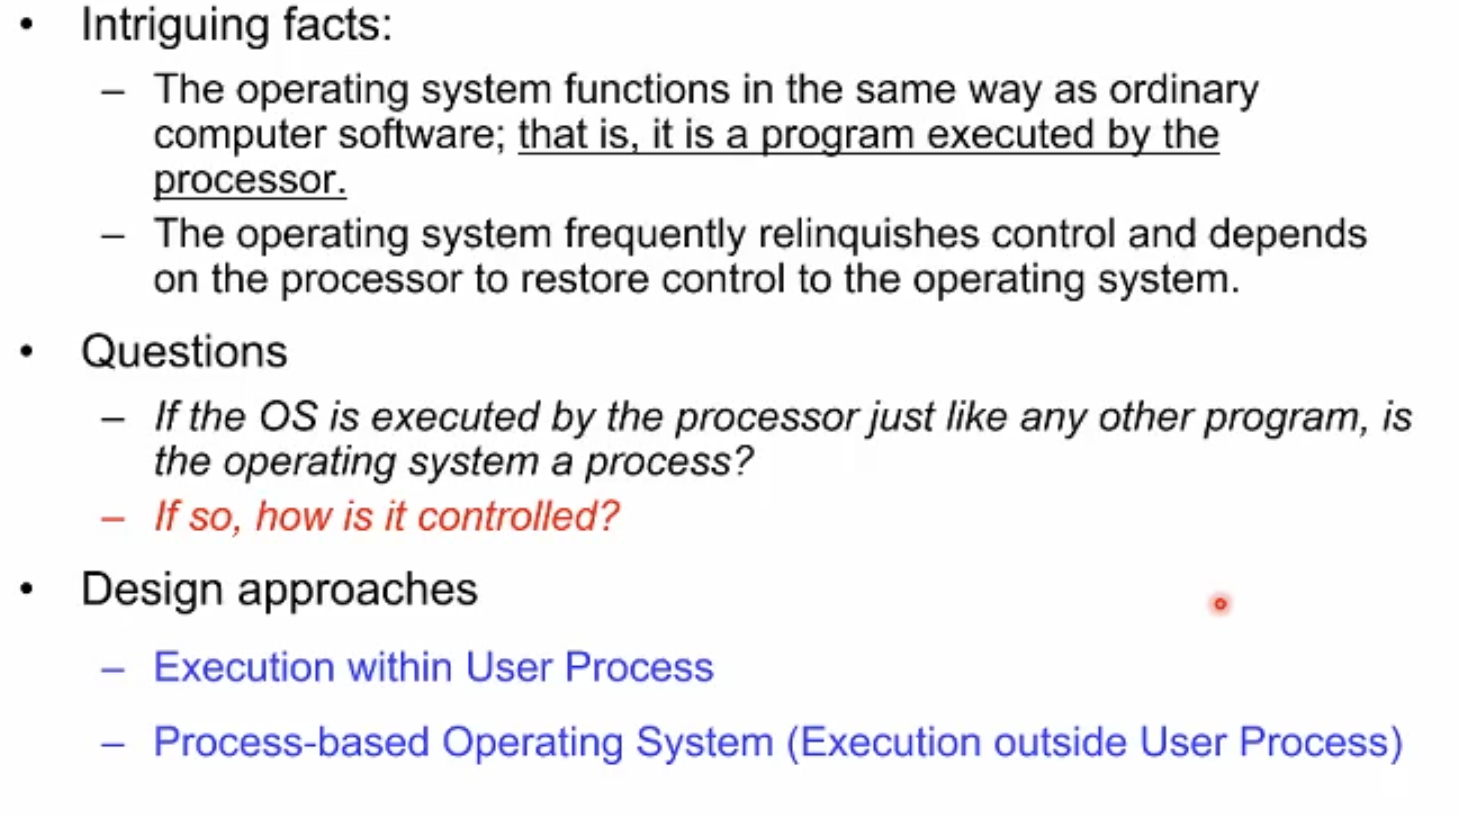 • Intriguing facts:
– The operating system functions in the same way as ordinary
computer software; that is, it is a program executed by the
processor.
– The operating system frequently relinquishes control and depends
on the processor to restore control to the operating system.
• Questions
– If the OS is executed by the processor just like any other program, is
the operating system a process?
– If so, how is it controlled?
• Design approaches
– Execution within User Process
– Process-based Operating System (Execution outside User Process)